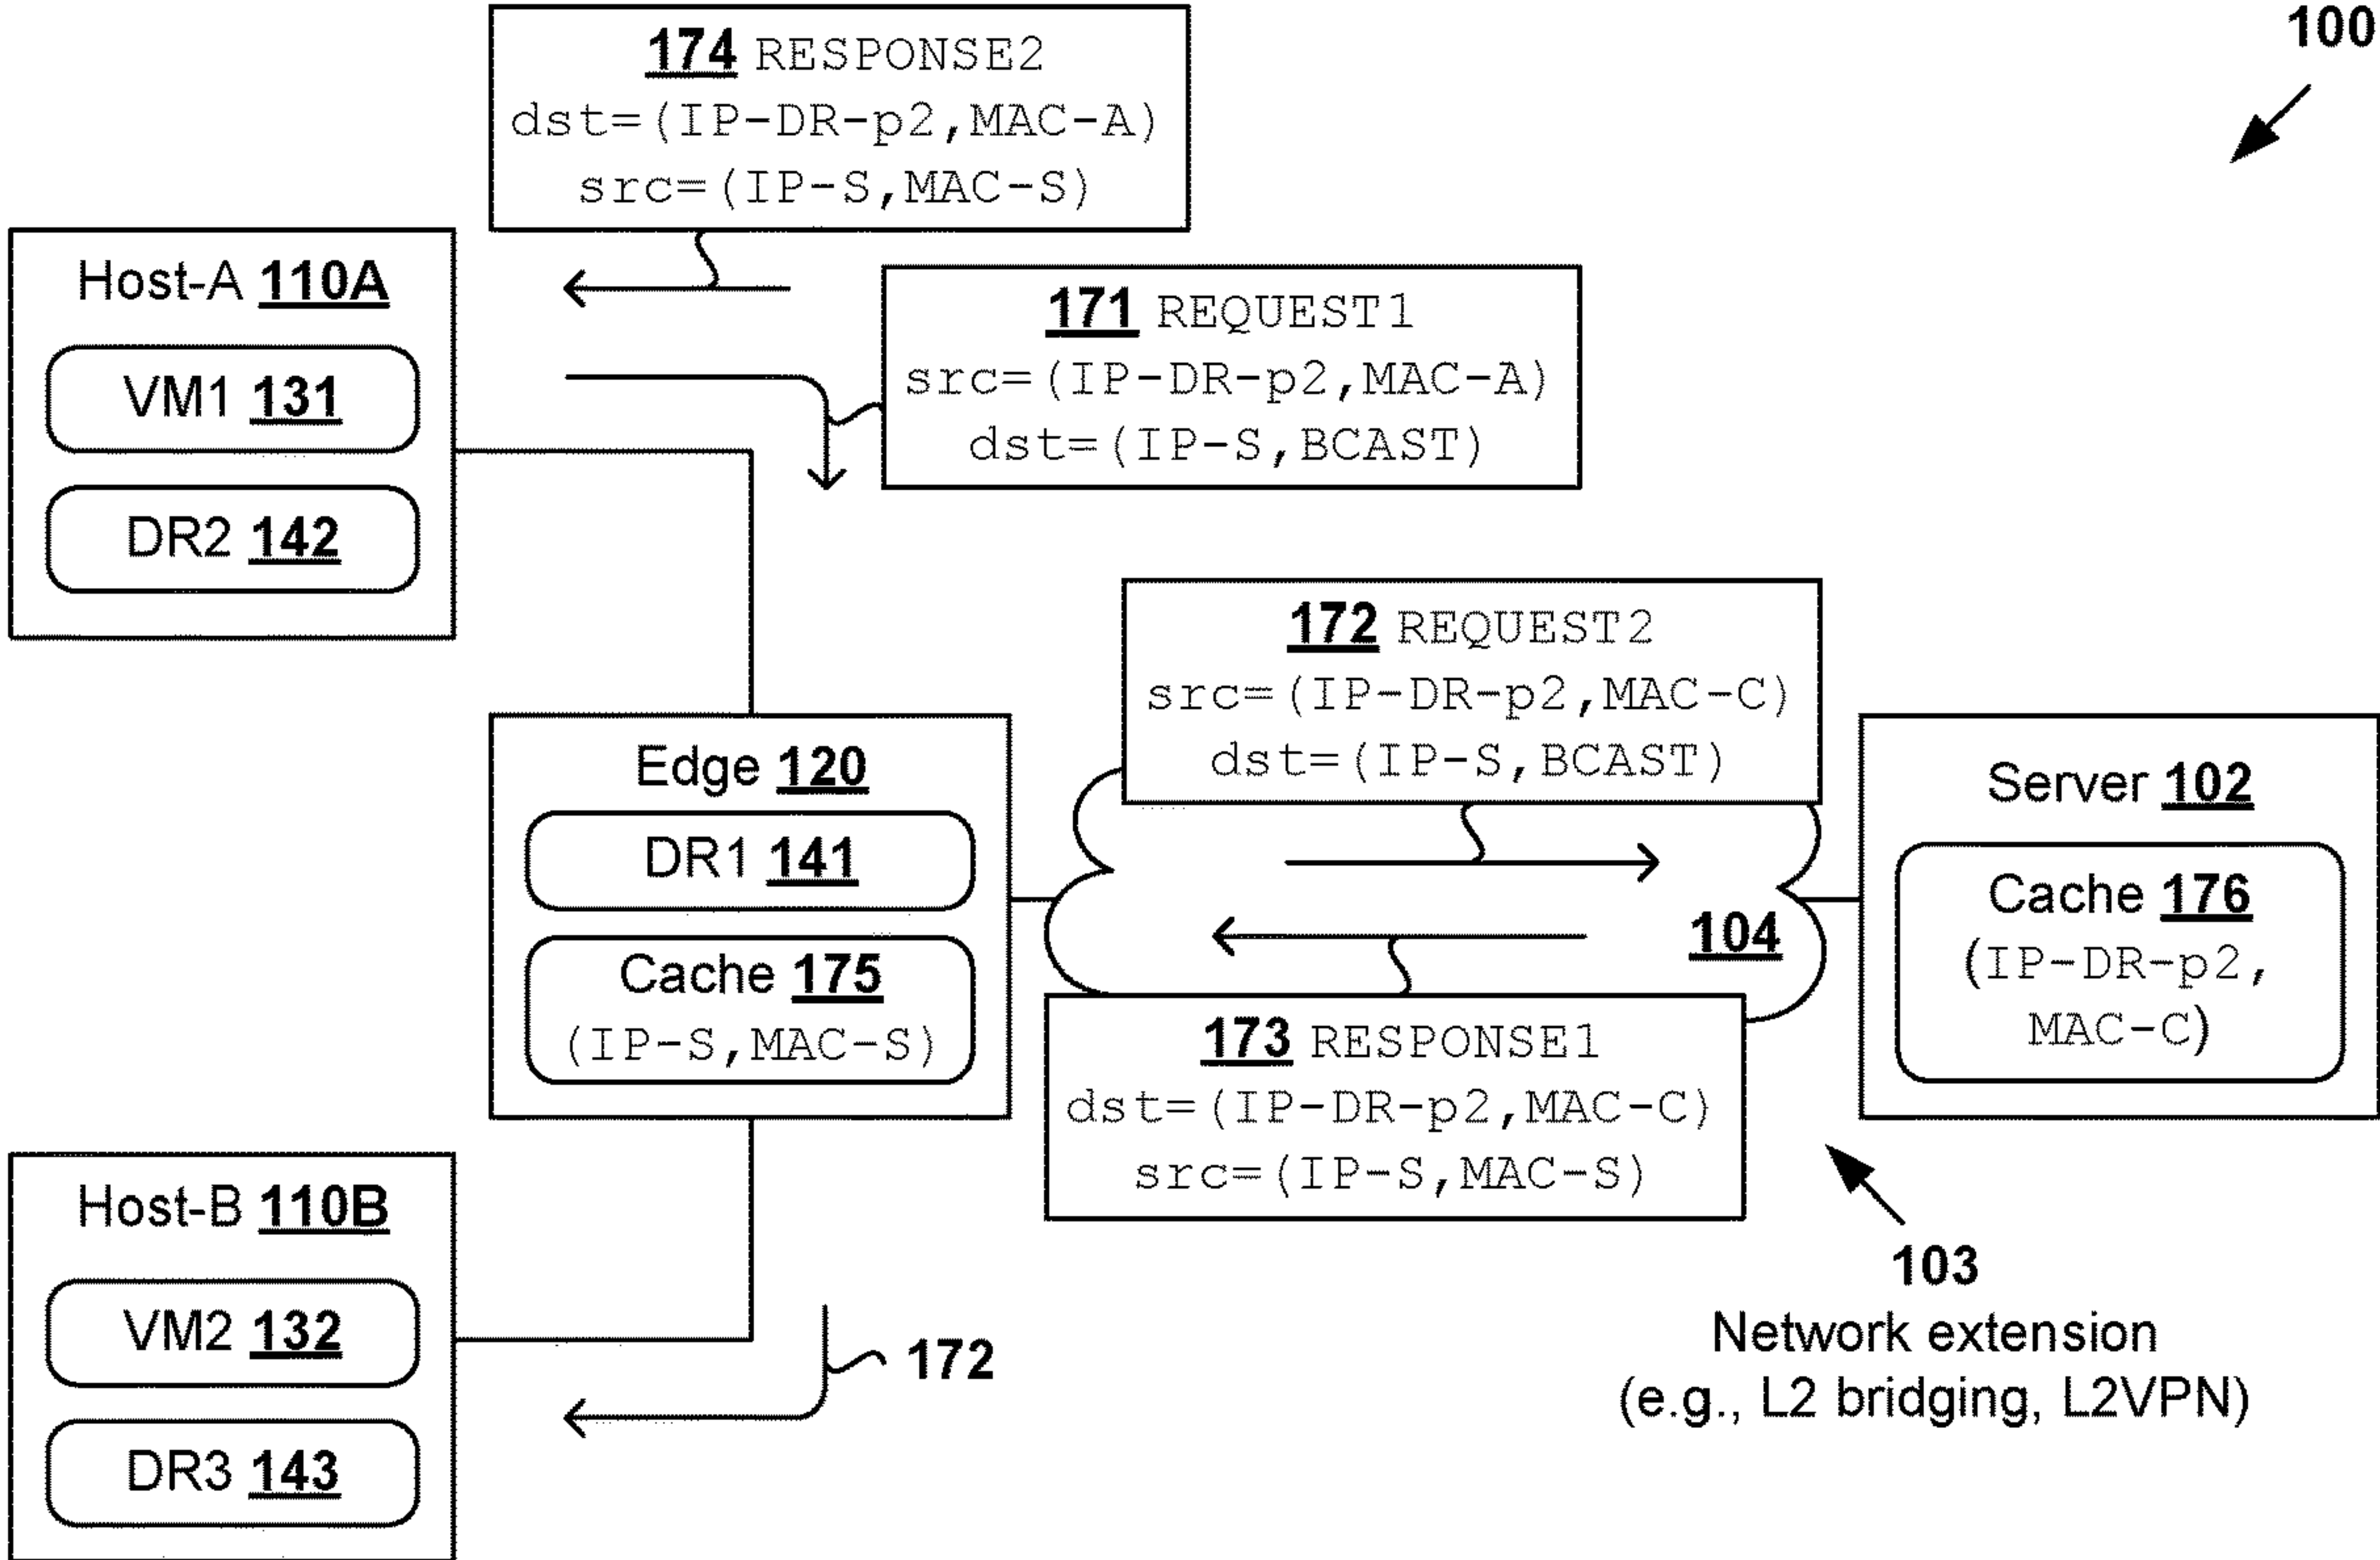 100
174 RESPONSE2
dst=(IP-DR-p2,MAC-A)
src=(IP-S,MAC-S)
Host-A 110A
VM1 131
DR2 142
171 REQUEST1
src=(IP-DR-p2,MAC-A)
dst=(IP-S,BCAST)
172 REQUEST2
src=(IP-DR-p2,MAC-C)
dst=(IP-S,BCAST)
Edge 120
DR1 141
Cache 175
(IP-S,MAC-S)
104
Server 102
Cache 176
(IP-DR-p2,
MAC-C)
173 RESPONSE1
dst=(IP-DR-p2,MAC-C)
src=(IP-S,MAC-S)
Host-B 110B
VM2 132
DR3 143
172
103
Network extension
(e.g., L2 bridging, L2VPN)